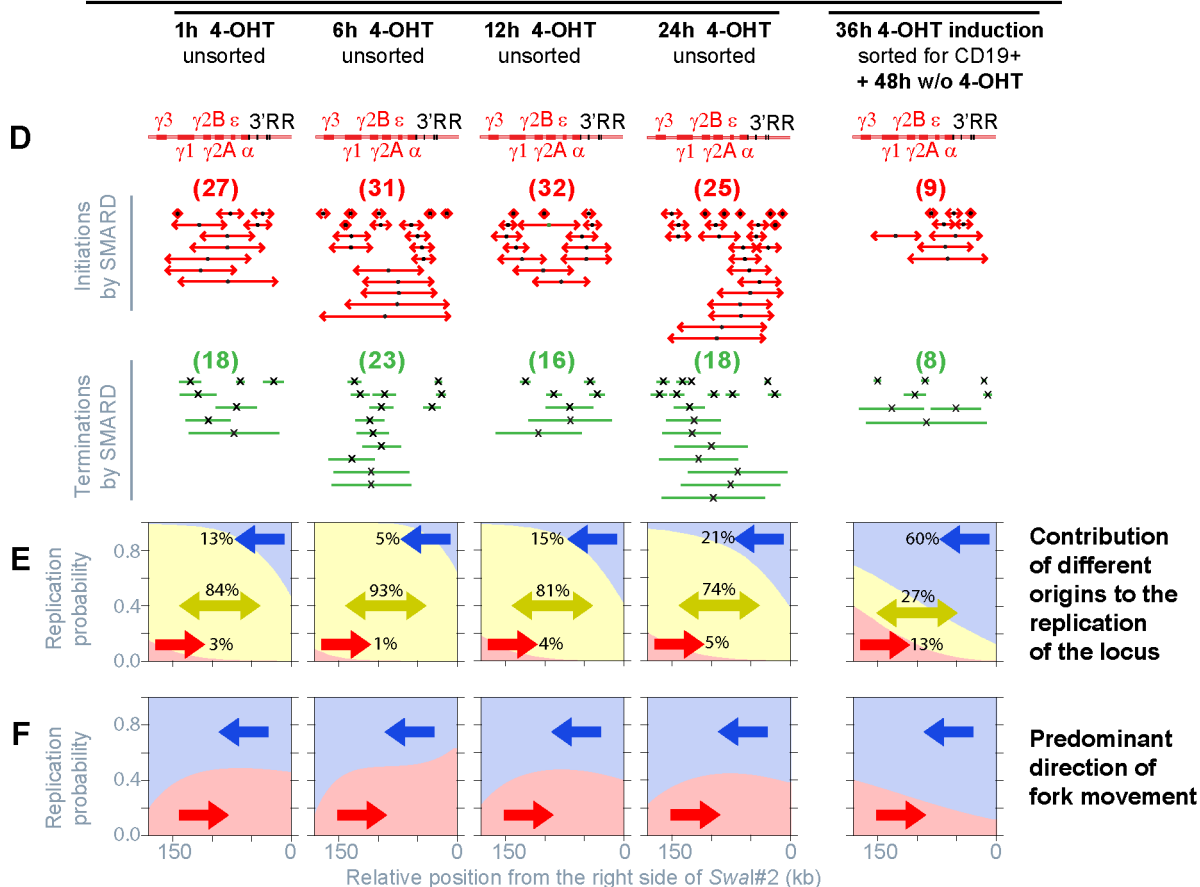 1h 4-OHT
unsorted
6h 4-OHT
unsorted
12h 4-OHT
unsorted
24h 4-OHT
unsorted
36h 4-OHT induction
sorted for CD19+
+ 48h w/o 4-OHT
D
γ3 γ2B ε 3'RR
γ1 γ2A α
γ3 γ2B ε 3'RR
γ1 γ2A α
γ3 γ2B ε 3'RR
γ1 γ2A α
γ3 γ2B ε 3'RR
γ1 γ2A α
γ3 γ2B ε 3'RR
γ1 γ2A α
Initiations
by SMARD
(27) (31) (32) (25) (9)
Terminations
by SMARD
(18) (23) (16) (18) (8)
E
Replication
probability
0.8
0.4
0.0
13%
84%
3%
5%
93%
1%
15%
81%
4%
21%
74%
5%
60%
27%
13%
Contribution
of different
origins to the
replication
of the locus
F
Replication
probability
0.8
0.4
0.0
Predominant
direction of
fork movement
150 0 150 0 150 0 150 0 150 0
Relative position from the right side of SwaI#2 (kb)